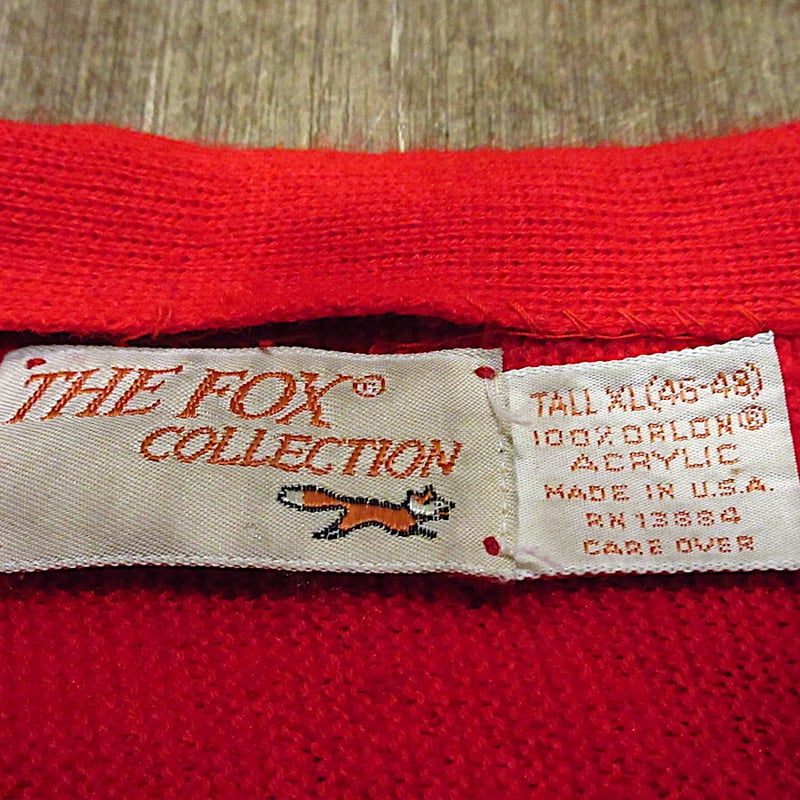 THE FOX®
COLLECTION
TALL XL(46-48)
100% ORLON®
ACRYLIC
MADE IN U.S.A.
RN 13884
CARE OVER